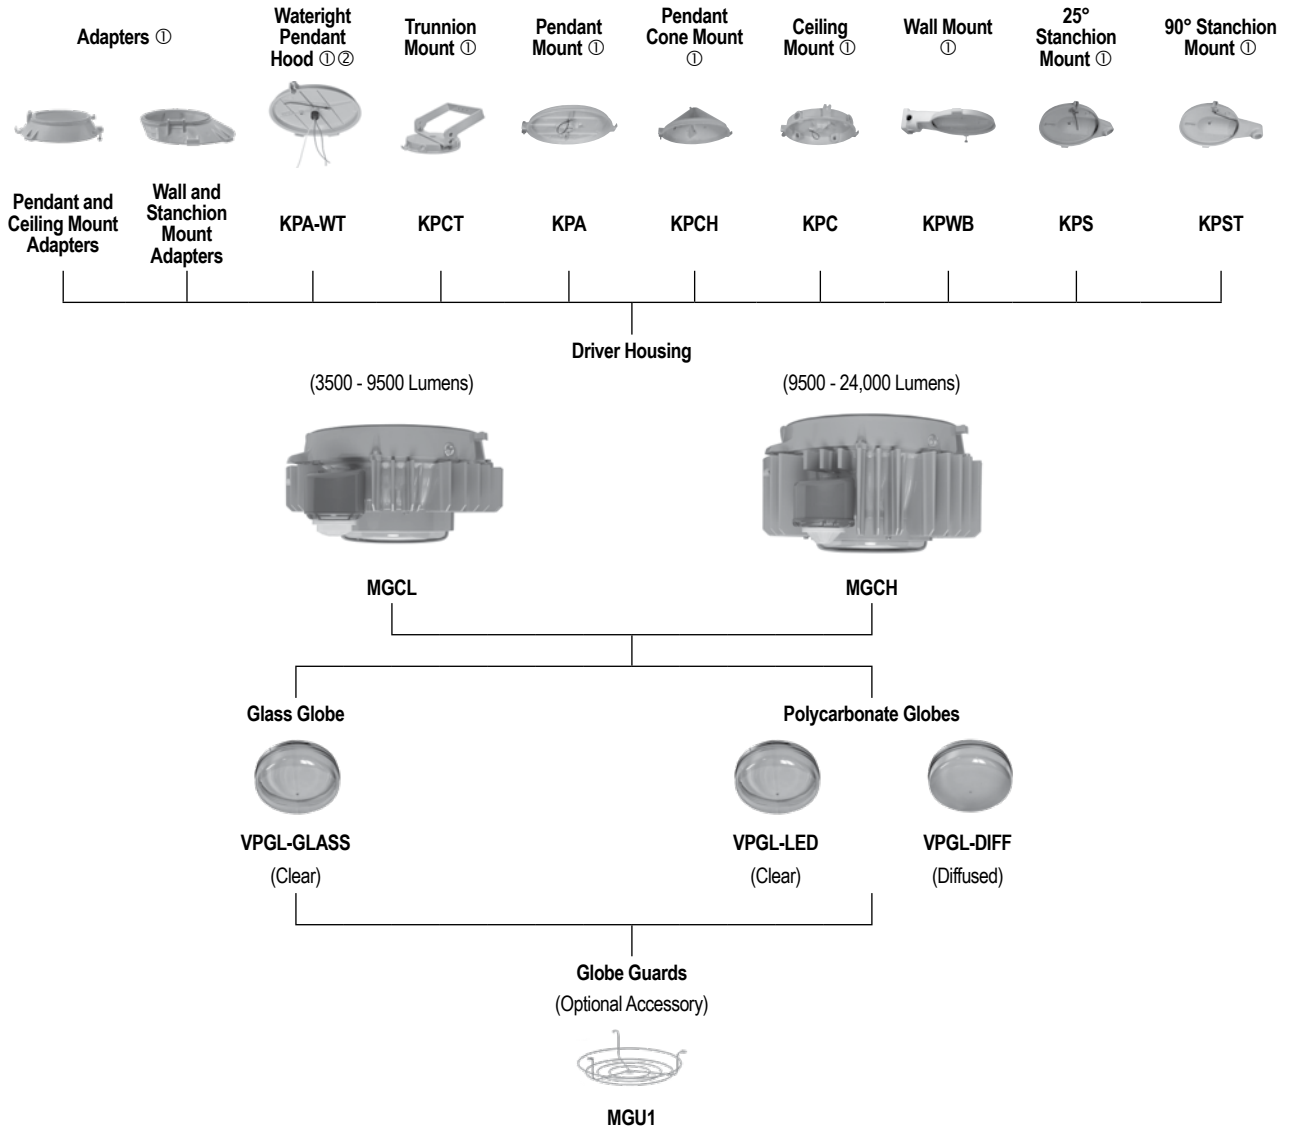 Adapters ①
Wateright
Pendant
Hood ①②
Trunnion
Mount ①
Pendant
Mount ①
Pendant
Cone Mount
①
Ceiling
Mount ①
Wall Mount
①
25°
Stanchion
Mount ①
90° Stanchion
Mount ①
Pendant and
Ceiling Mount
Adapters
Wall and
Stanchion
Mount
Adapters
KPA-WT
KPCT
KPA
KPCH
KPC
KPWB
KPS
KPST
Driver Housing
(3500 - 9500 Lumens)
(9500 - 24,000 Lumens)
MGCL
MGCH
Glass Globe
Polycarbonate Globes
VPGL-GLASS
(Clear)
VPGL-LED
(Clear)
VPGL-DIFF
(Diffused)
Globe Guards
(Optional Accessory)
MGU1